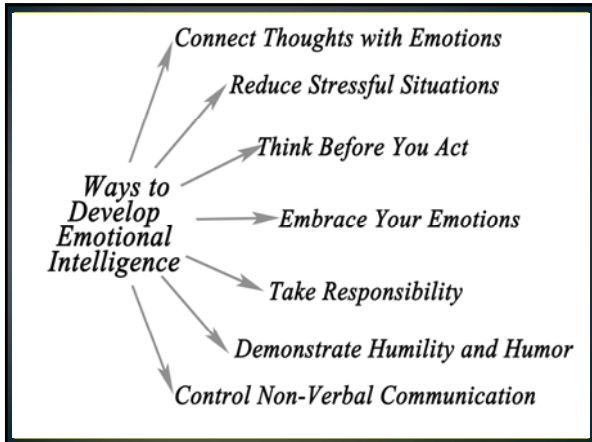 Connect Thoughts with Emotions
Reduce Stressful Situations
Think Before You Act
Ways to
Develop
Emotional
Intelligence
Embrace Your Emotions
Take Responsibility
Demonstrate Humility and Humor
Control Non-Verbal Communication